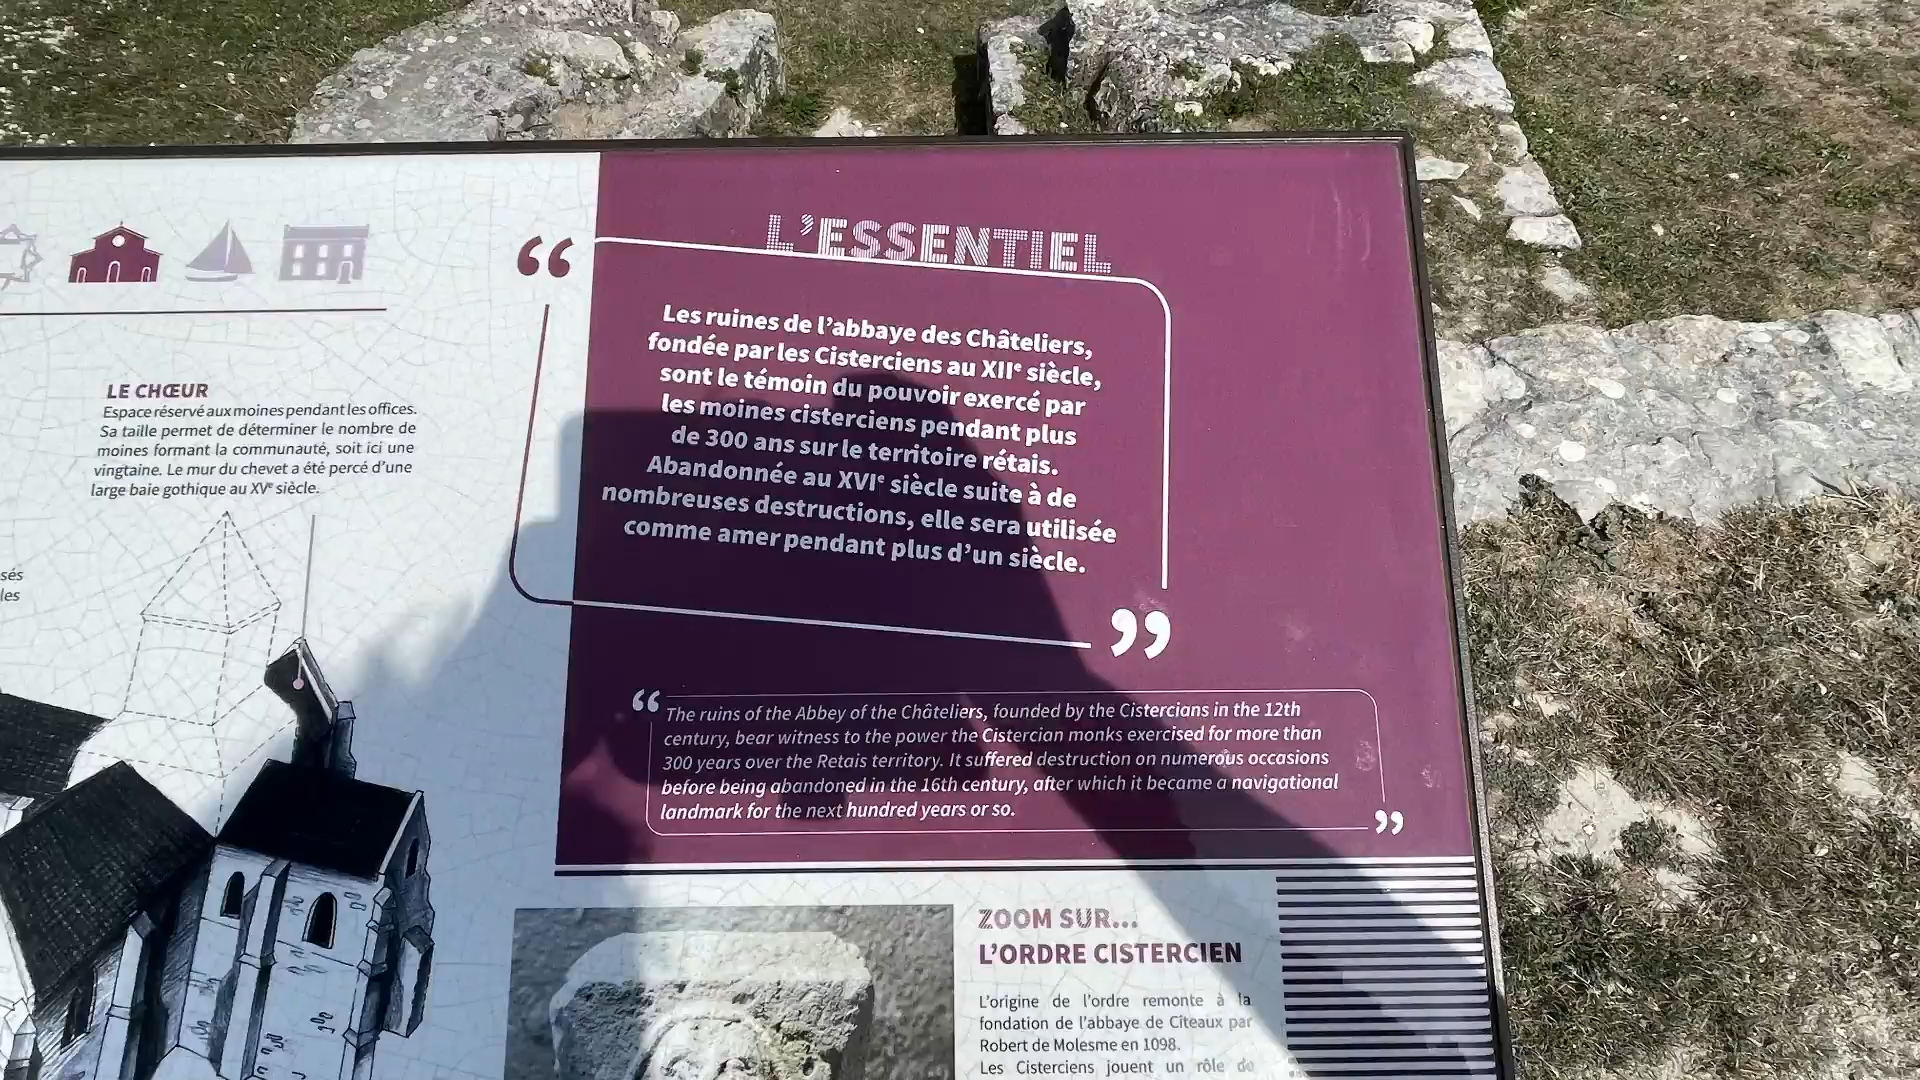 L'ESSENTIEL
Les ruines de l'abbaye des Châteliers,
fondée par les Cisterciens au XIIe siècle,
sont le témoin du pouvoir exercé par
les moines cisterciens pendant plus
de 300 ans sur le territoire rétais.
Abandonnée au XVIe siècle suite à de
nombreuses destructions, elle sera utilisée
comme amer pendant plus d'un siècle.
The ruins of the Abbey of the Châteliers, founded by the Cistercians in the 12th
century, bear witness to the power the Cistercian monks exercised for more than
300 years over the Retais territory. It suffered destruction on numerous occasions
before being abandoned in the 16th century, after which it became a navigational
landmark for the next hundred years or so.
LE CHŒUR
Espace réservé aux moines pendant les offices.
Sa taille permet de déterminer le nombre de
moines formant la communauté, soit ici une
vingtaine. Le mur du chevet a été percé d'une
large baie gothique au XVe siècle.
sés
les
ZOOM SUR...
L'ORDRE CISTERCIEN
L'origine de l'ordre remonte à la
fondation de l'abbaye de Cîteaux par
Robert de Molesme en 1098.
Les Cisterciens jouent un rôle de